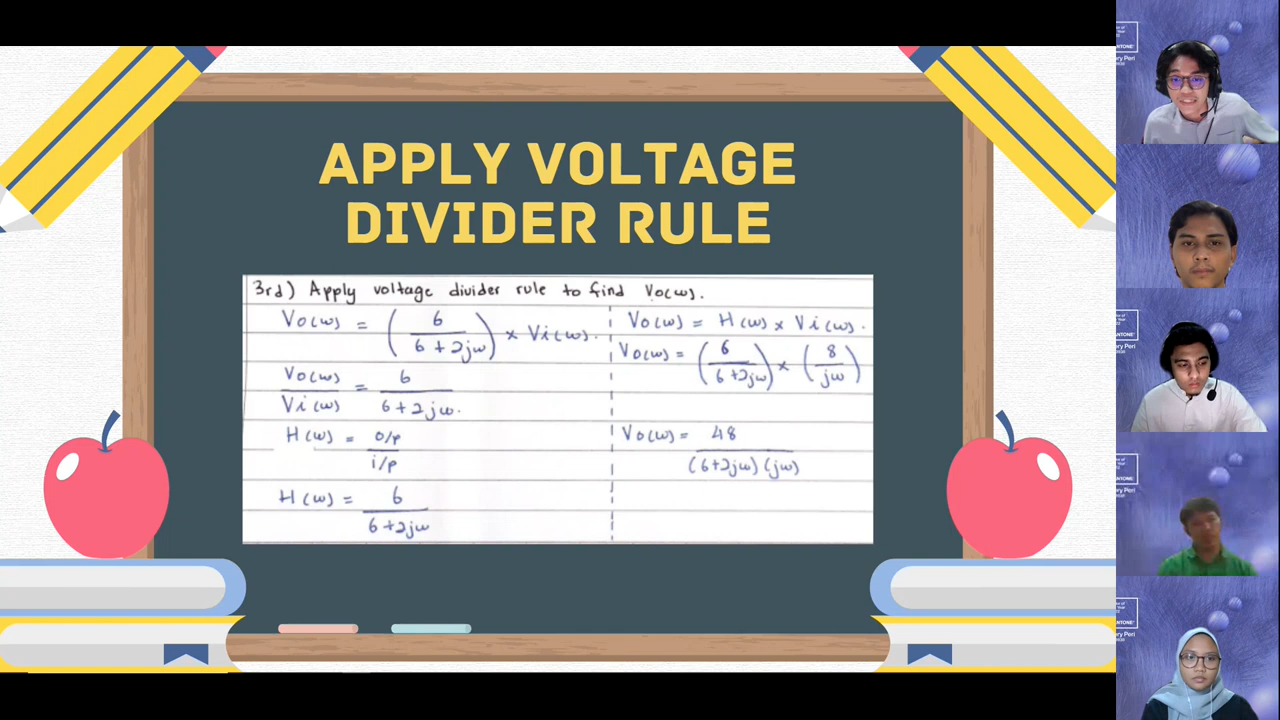 APPLY VOLTAGE
DIVIDER RULE
3rd) Apply voltage divider rule to find Vo(ω).
Vo(ω) = ( 6 / + 2jω ) × Vi(ω).
Vo(ω) / Vi(ω) = 6 / 6 + 2jω.
H(ω) = o/p / i/p
H(ω) = 6 / 6 + 2jω
Vo(ω) = H(ω) × Vi(ω).
Vo(ω) = ( 6 / 6+2jω ) × ( 8 / jω )
Vo(ω) = 48 / (6+2jω)(jω)